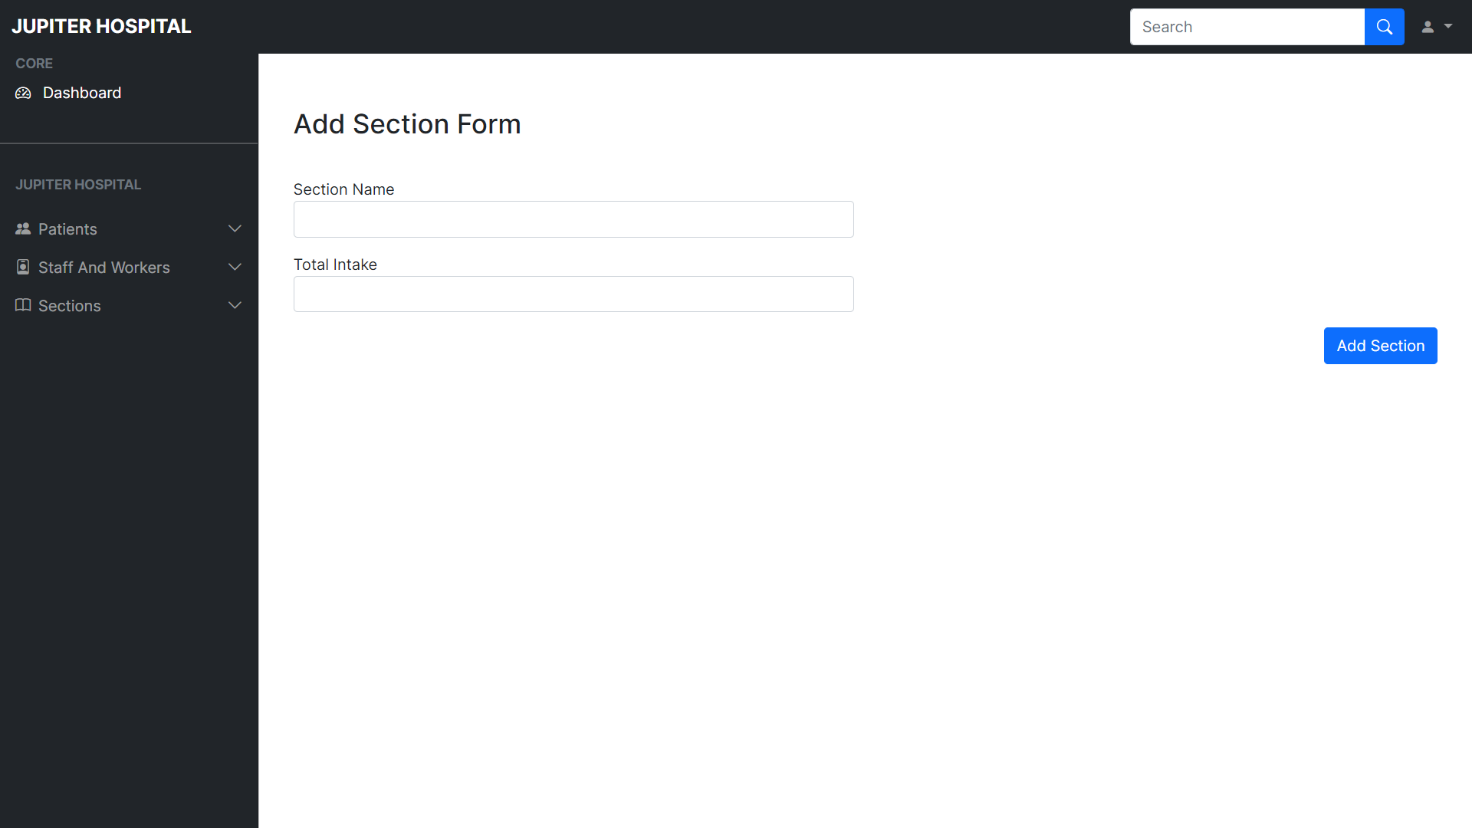 JUPITER HOSPITAL
Search
CORE
Dashboard
JUPITER HOSPITAL
Patients
Staff And Workers
Sections
Add Section Form
Section Name
Total Intake
Add Section